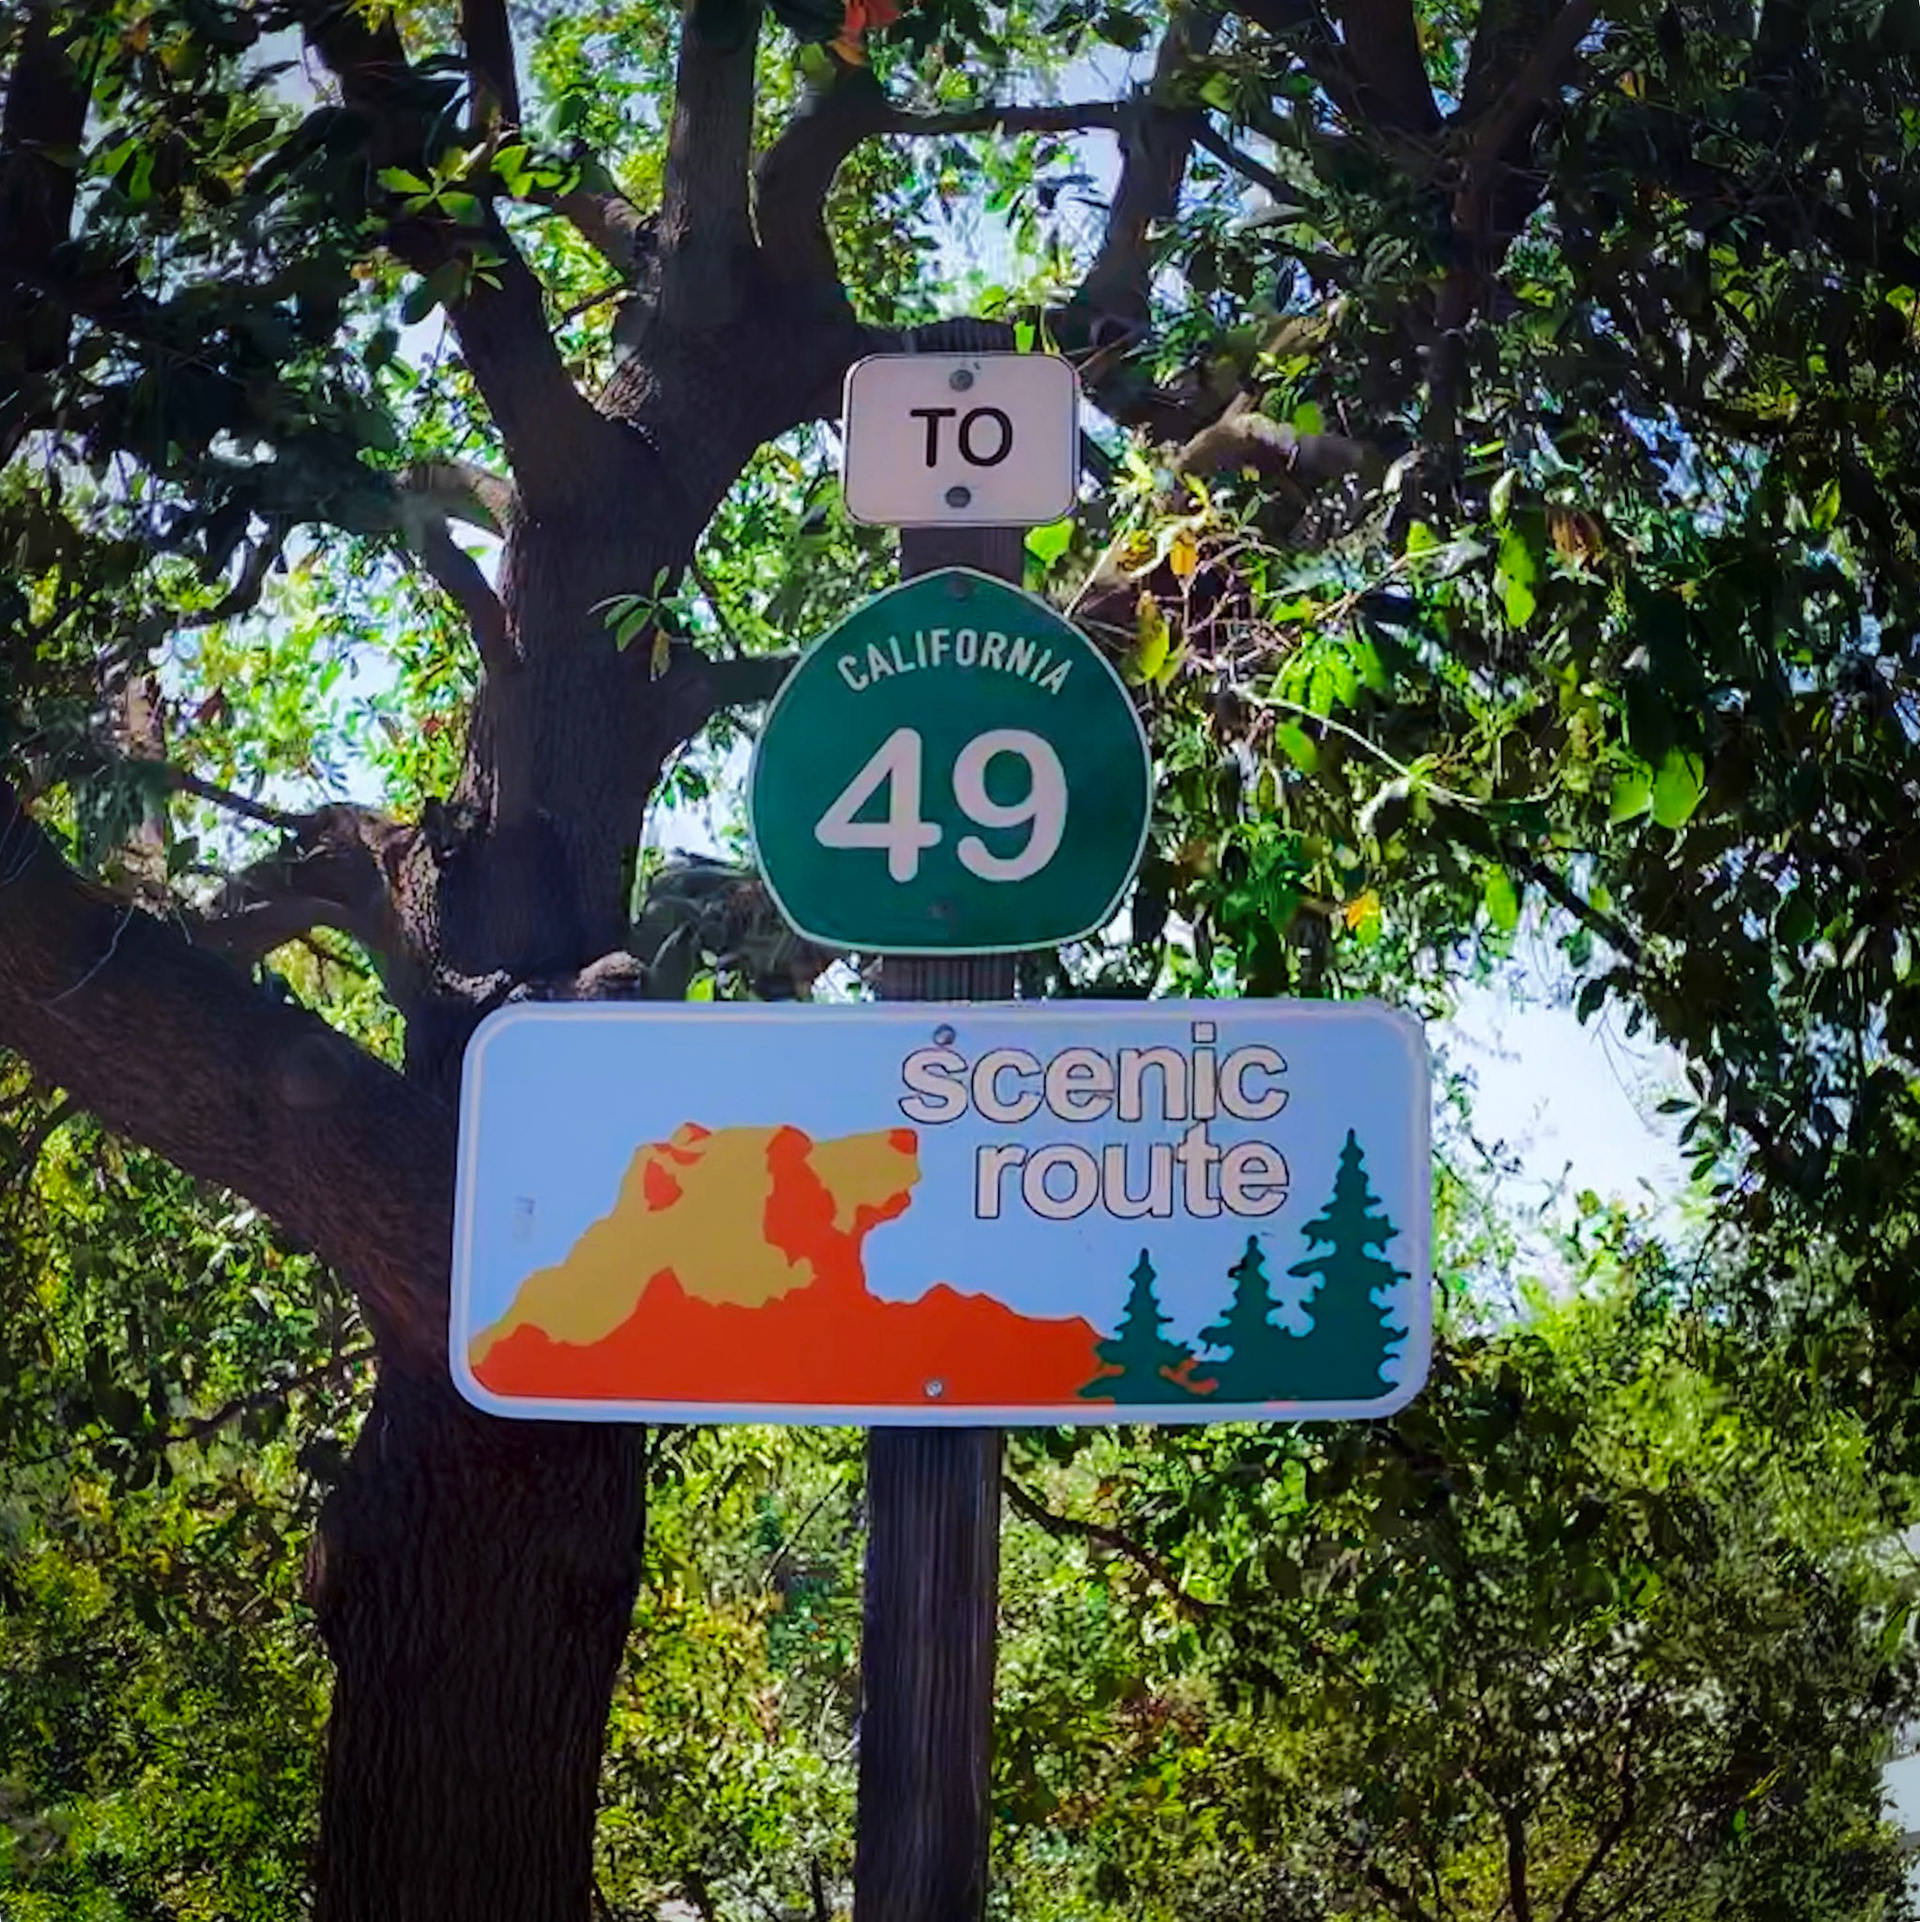 TO
CALIFORNIA
49
scenic
route